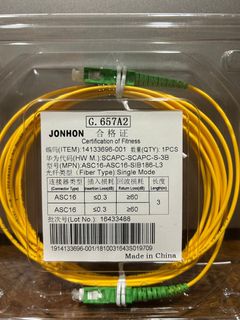 G.657A2
JONHON 合格证
Certification of Fitness
编码(ITEM):14133696-001 数量(QTY): 1PCS
华为代码(HW M.):SCAPC-SCAPC-S-3B
型号(MPN):ASC16-ASC16-SIB186-L3
光纤类型 (Fiber Type):Single Mode
连接器类型 插入损耗 回波损耗 长度
(Connector Type) Insertion Loss(dB) Return Loss(dB) (length)m
ASC16 ≤0.3 ≥60 3
ASC16 ≤0.3 ≥60
批次号(Lot No.) 16433468
1914133696-001/1810031643S019709
Made in China